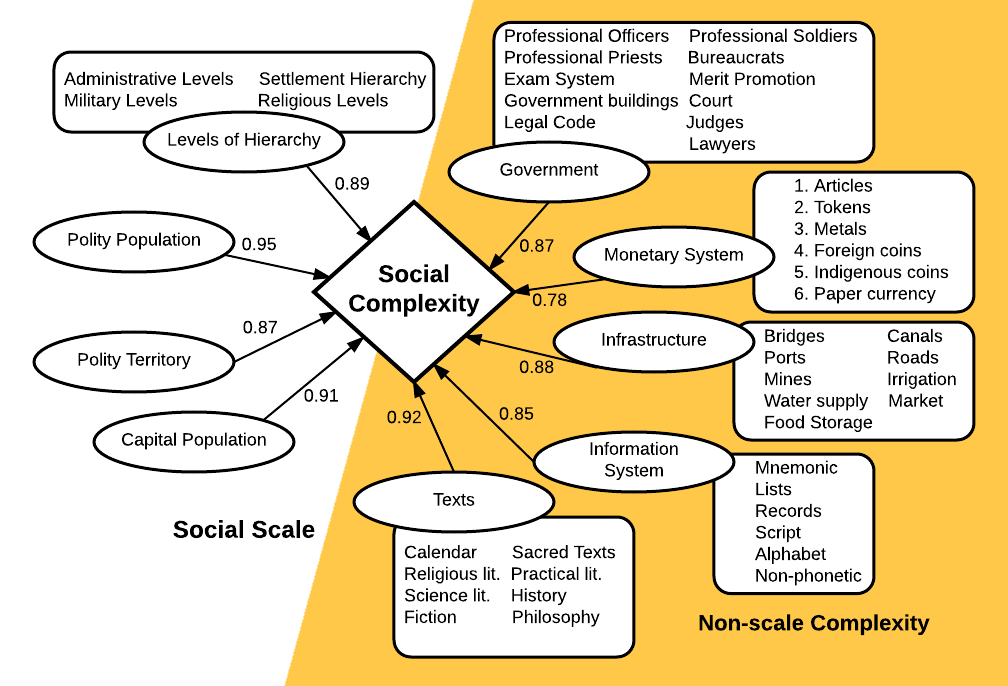 Administrative Levels Settlement Hierarchy
Military Levels Religious Levels
Levels of Hierarchy
0.89
Polity Population
0.95
Polity Territory
0.87
Capital Population
0.91
Social Scale
Social
Complexity
Professional Officers Professional Soldiers
Professional Priests Bureaucrats
Exam System Merit Promotion
Government buildings Court
Legal Code Judges
Lawyers
Government
0.87
Monetary System
0.78
1. Articles
2. Tokens
3. Metals
4. Foreign coins
5. Indigenous coins
6. Paper currency
Infrastructure
0.88
Bridges Canals
Ports Roads
Mines Irrigation
Water supply Market
Food Storage
Information
System
0.85
Mnemonic
Lists
Records
Script
Alphabet
Non-phonetic
Texts
0.92
Calendar Sacred Texts
Religious lit. Practical lit.
Science lit. History
Fiction Philosophy
Non-scale Complexity